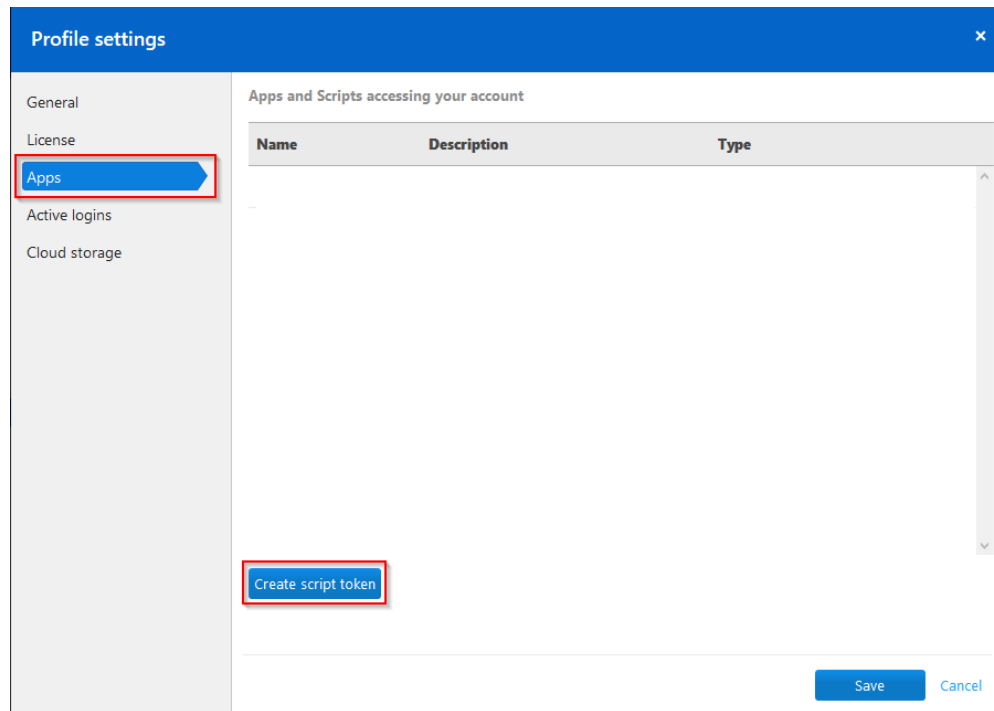 Profile settings
×
General
License
Apps
Active logins
Cloud storage
Apps and Scripts accessing your account
Name Description Type
Create script token
Save Cancel